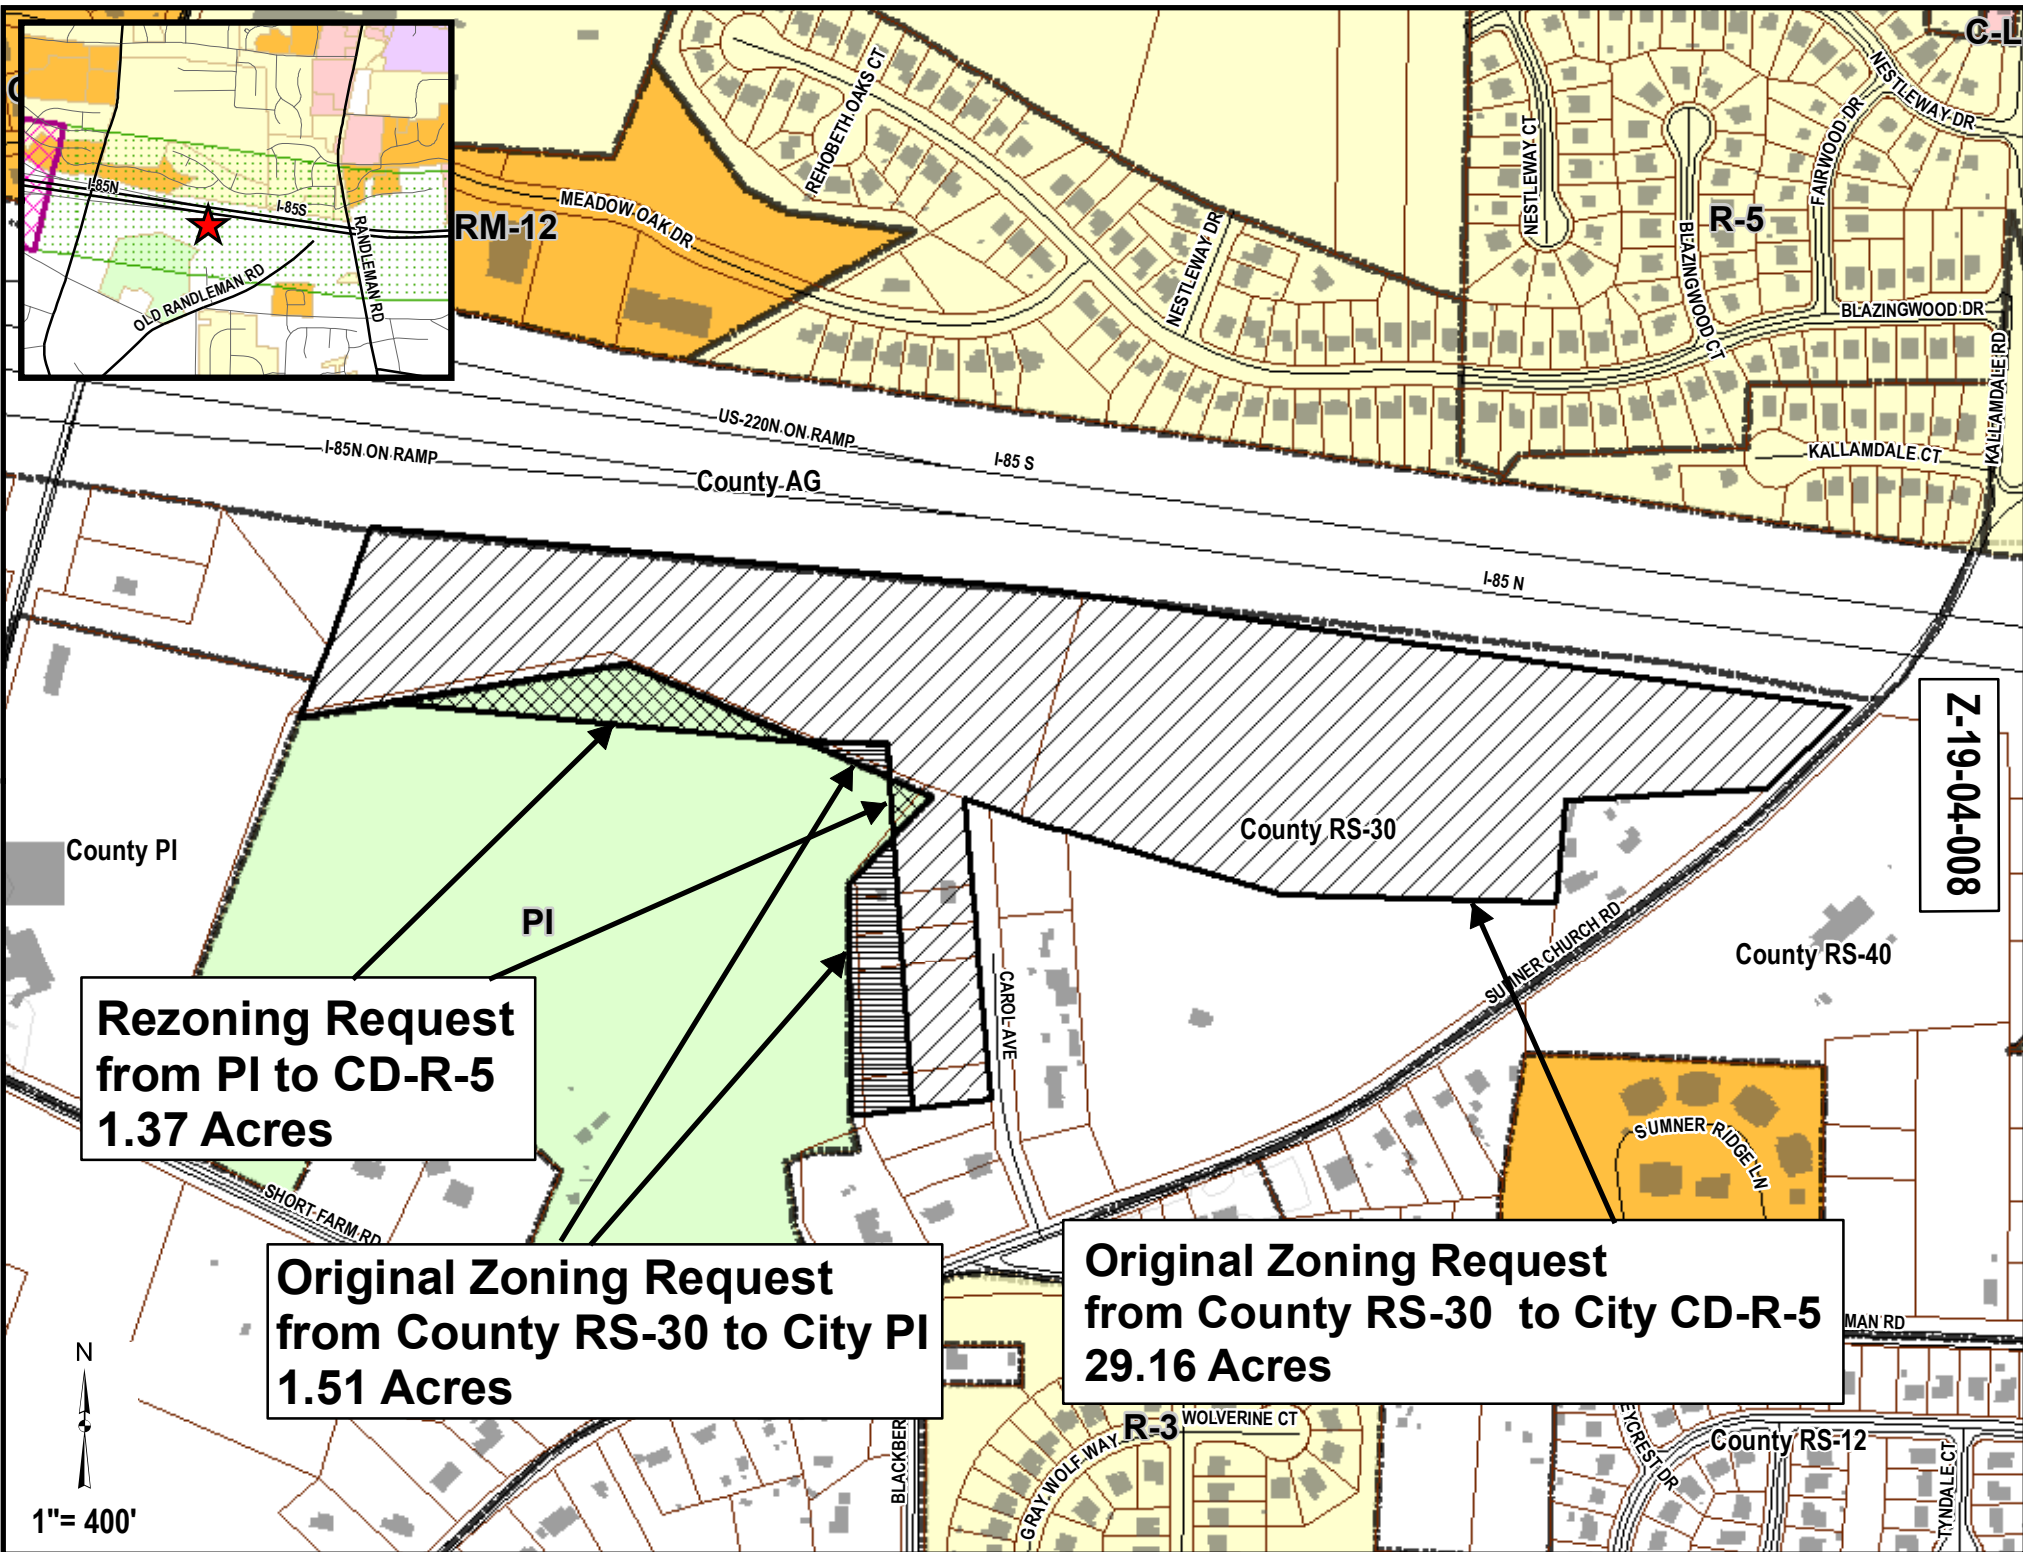 I-85N
I-85S
RANDLEMAN RD
OLD RANDLEMAN RD
C-L
REHOBETH OAKS CT
NESTLEWAY DR
NESTLEWAY CT
FAIRWOOD DR
RM-12
MEADOW OAK DR
NESTLEWAY DR
R-5
BLAZINGWOOD CT
BLAZINGWOOD DR
KALLAMDALE RD
KALLAMDALE CT
US-220N ON RAMP
I-85N ON RAMP
I-85 S
County AG
I-85 N
Z-19-04-008
County RS-30
County PI
PI
County RS-40
SUMNER CHURCH RD
CAROL AVE
Rezoning Request
from PI to CD-R-5
1.37 Acres
SUMNER RIDGE LN
SHORT FARM RD
Original Zoning Request
from County RS-30 to City PI
1.51 Acres
Original Zoning Request
from County RS-30 to City CD-R-5
29.16 Acres
MAN RD
N
1"= 400'
BLACKBER
R-3
WOLVERINE CT
GRAY WOLF WAY
EYCREST DR
County RS-12
TYNDALE CT